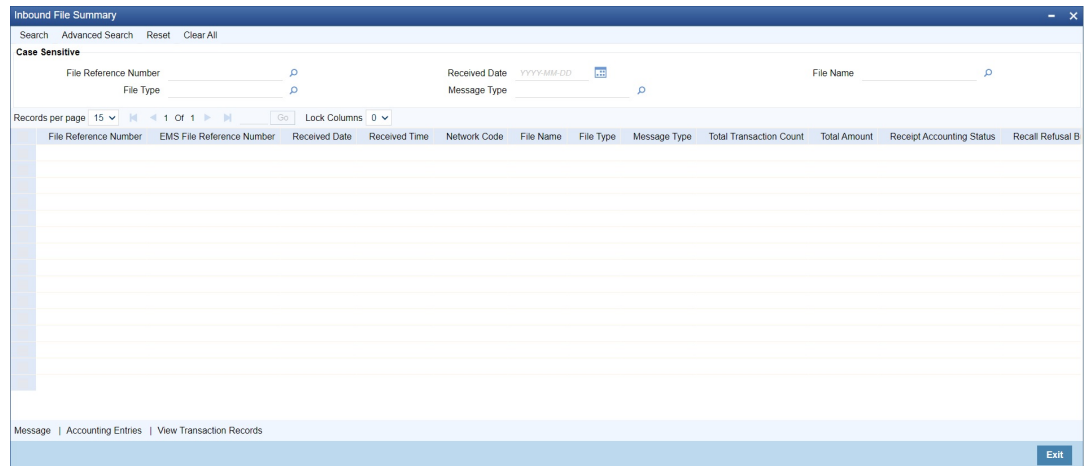 Inbound File Summary
Search Advanced Search Reset Clear All
Case Sensitive
File Reference Number Received Date YYYY-MM-DD File Name
File Type Message Type
Records per page 15 1 Of 1 Go Lock Columns 0
File Reference Number EMS File Reference Number Received Date Received Time Network Code File Name File Type Message Type Total Transaction Count Total Amount Receipt Accounting Status Recall Refusal B
Message | Accounting Entries | View Transaction Records
Exit